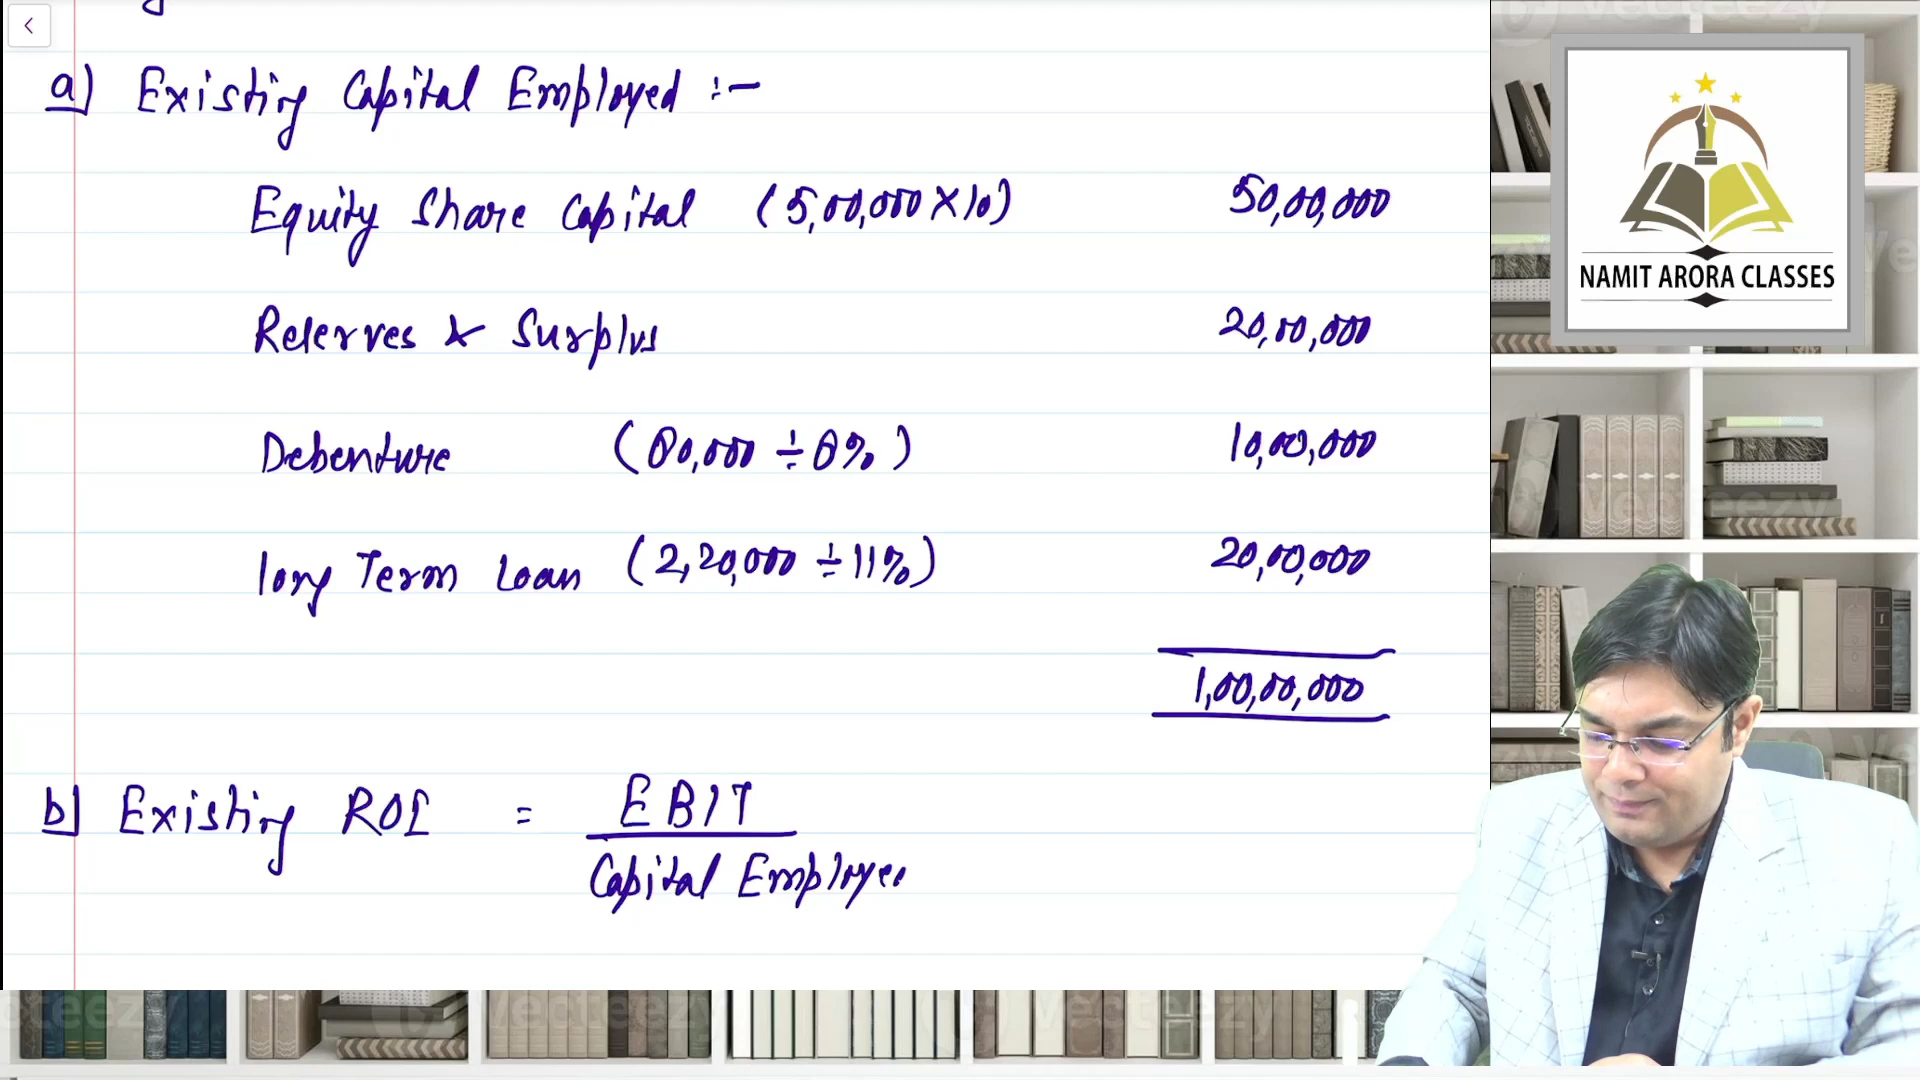 a) Existing Capital Employed :-
Equity Share Capital (5,00,000 × 10) 50,00,000
Reserves & Surplus 20,00,000
Debenture (80,000 ÷ 8%) 10,00,000
long Term Loan (2,20,000 ÷ 11%) 20,00,000
1,00,00,000
b) Existing ROI = EBIT
Capital Employee
NAMIT ARORA CLASSES